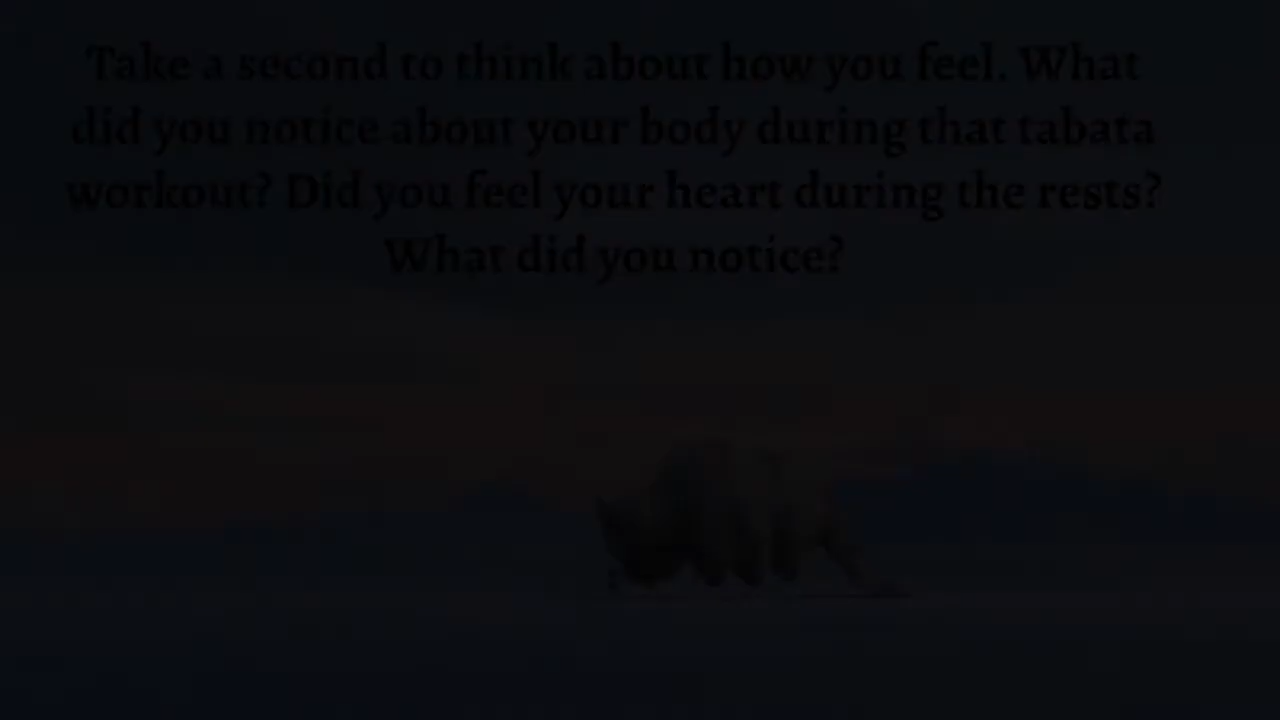 Take a second to think about how you feel. What
did you notice about your body during that tabata
workout? Did you feel your heart during the rests?
What did you notice?